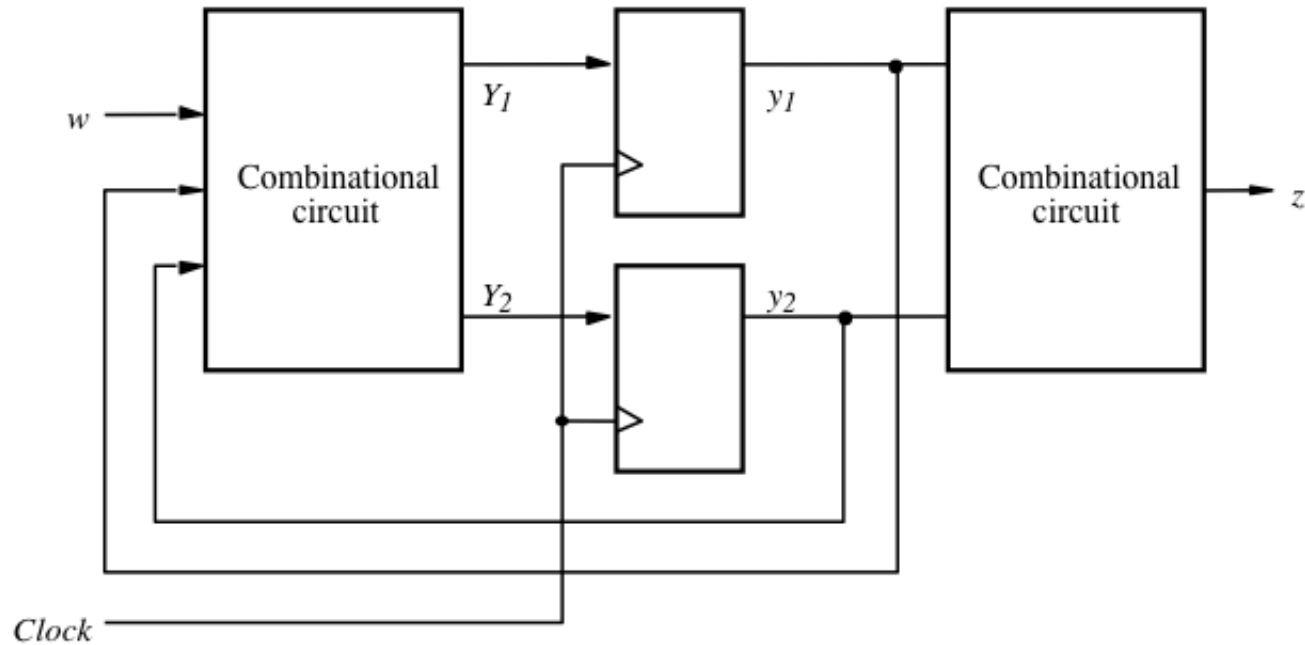 w
Combinational
circuit
Y1
Y2
y1
y2
Combinational
circuit
z
Clock